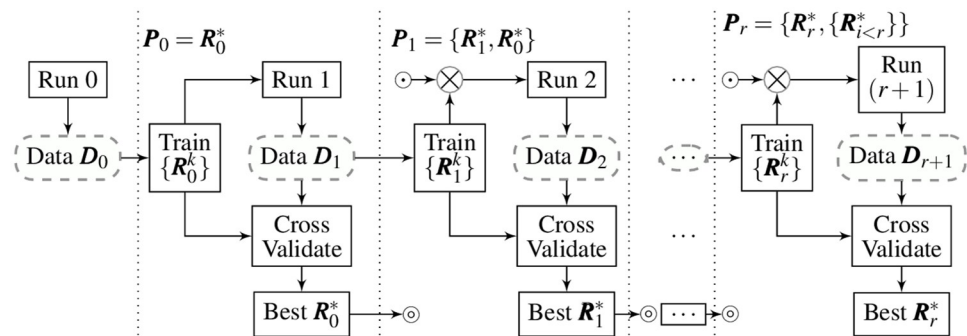 P₀ = R₀*
P₁ = {R₁*, R₀*}
Pᵣ = {Rᵣ*, {R*ᵢ<ᵣ}}
Run 0
Run 1
Run 2
· · ·
Run
(r+1)
Data D₀
Train
{R₀ᵏ}
Data D₁
Train
{R₁ᵏ}
Data D₂
· · ·
Train
{Rᵣᵏ}
Data Dᵣ₊₁
Cross
Validate
Cross
Validate
· · ·
Cross
Validate
Best R₀*
Best R₁*
· · ·
Best Rᵣ*